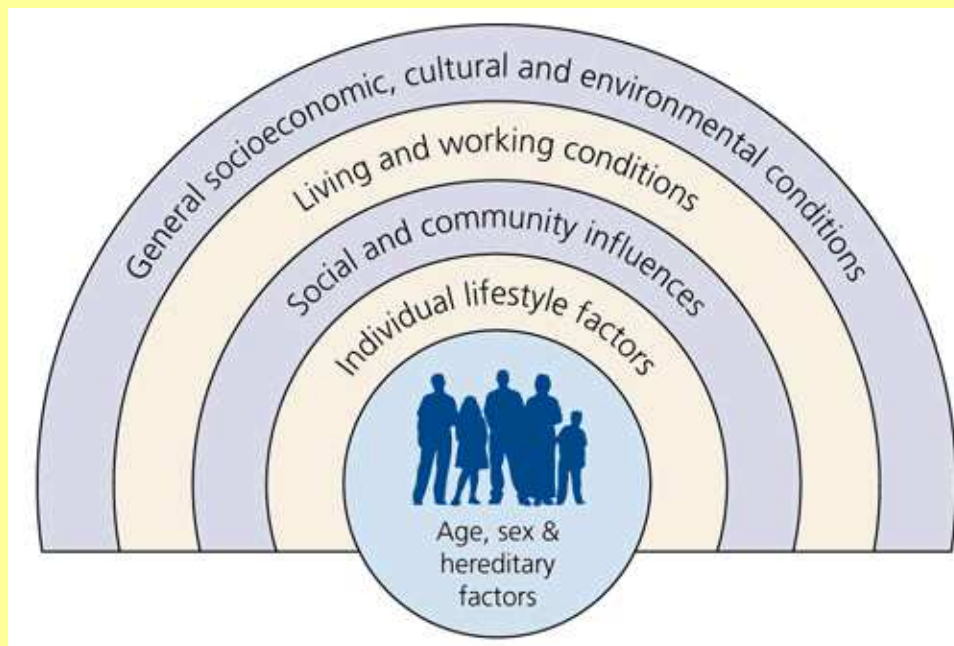 General socioeconomic, cultural and environmental conditions
Living and working conditions
Social and community influences
Individual lifestyle factors
Age, sex &
hereditary
factors